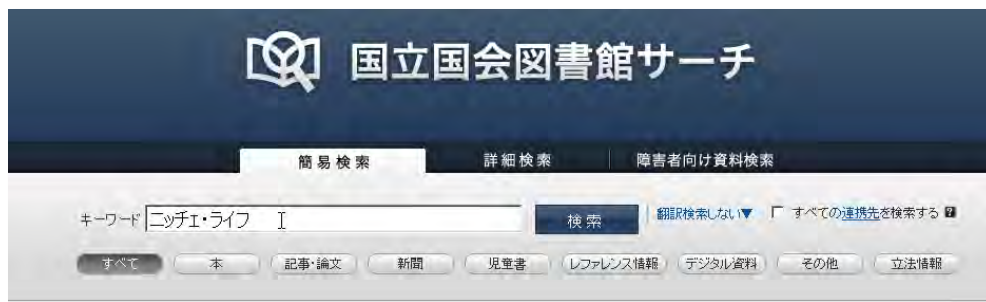 国立国会図書館サーチ
簡易検索 詳細検索 障害者向け資料検索
キーワード ニッチェ・ライフ 検索 翻訳検索しない▼ すべての連携先を検索する ?
すべて 本 記事・論文 新聞 児童書 レファレンス情報 デジタル資料 その他 立法情報